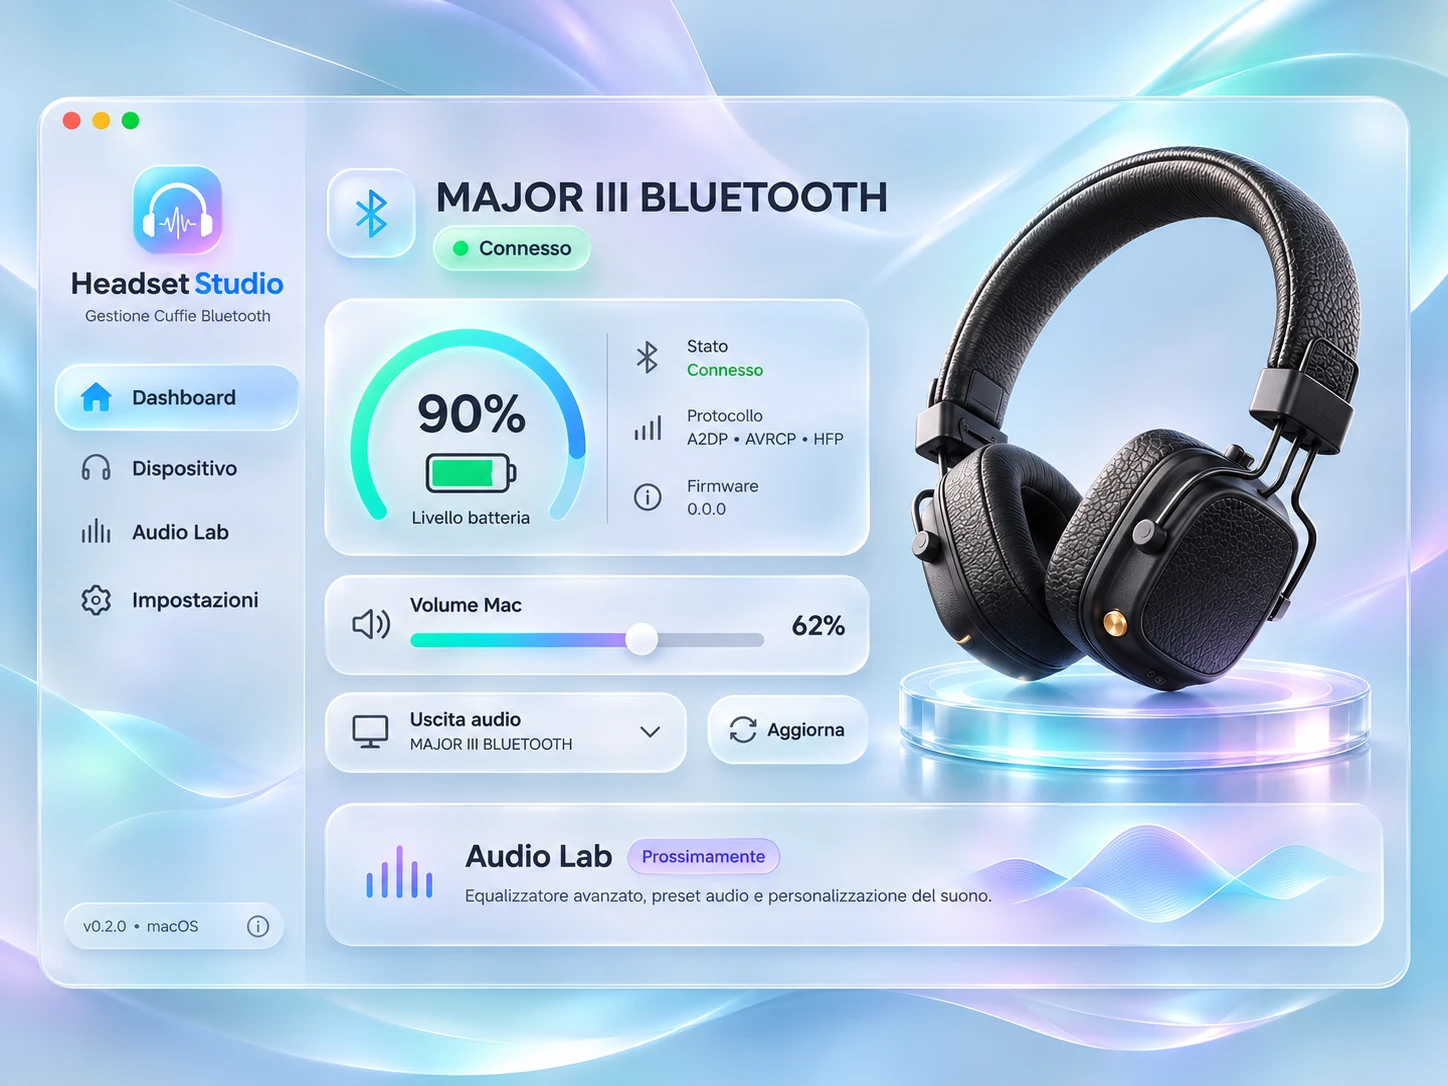 Headset Studio
Gestione Cuffie Bluetooth
Dashboard
Dispositivo
Audio Lab
Impostazioni
v0.2.0 • macOS
MAJOR III BLUETOOTH
Connesso
90%
Livello batteria
Stato
Connesso
Protocollo
A2DP • AVRCP • HFP
Firmware
0.0.0
Volume Mac
62%
Uscita audio
MAJOR III BLUETOOTH
Aggiorna
Audio Lab
Prossimamente
Equalizzatore avanzato, preset audio e personalizzazione del suono.